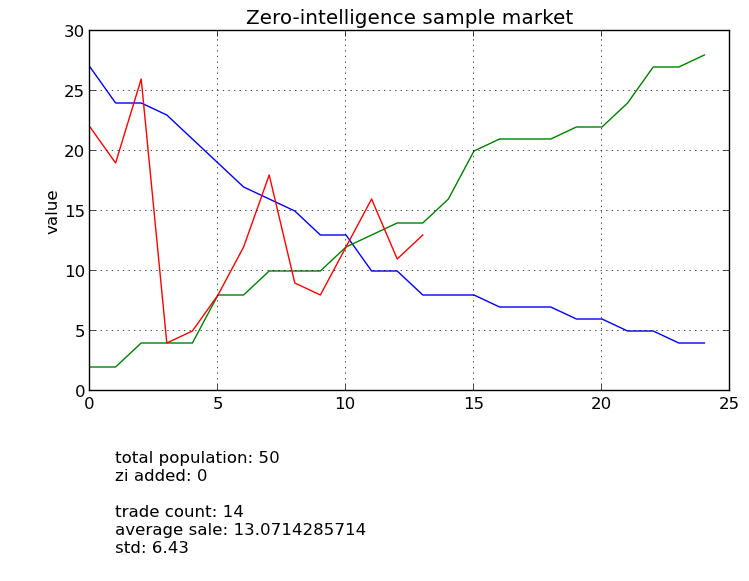 Zero-intelligence sample market
30
25
20
15
10
5
0
value
0 5 10 15 20 25
total population: 50
zi added: 0
trade count: 14
average sale: 13.0714285714
std: 6.43